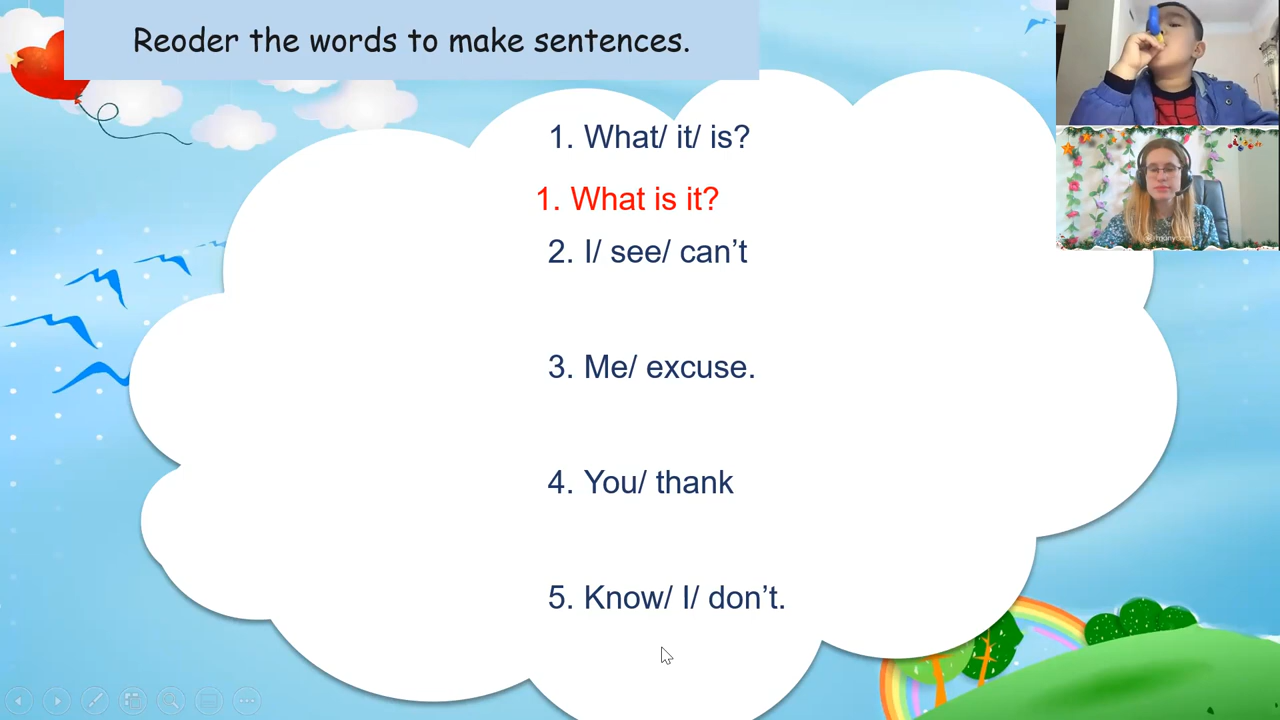 Reoder the words to make sentences.
1. What/ it/ is?
1. What is it?
2. I/ see/ can’t
3. Me/ excuse.
4. You/ thank
5. Know/ I/ don’t.